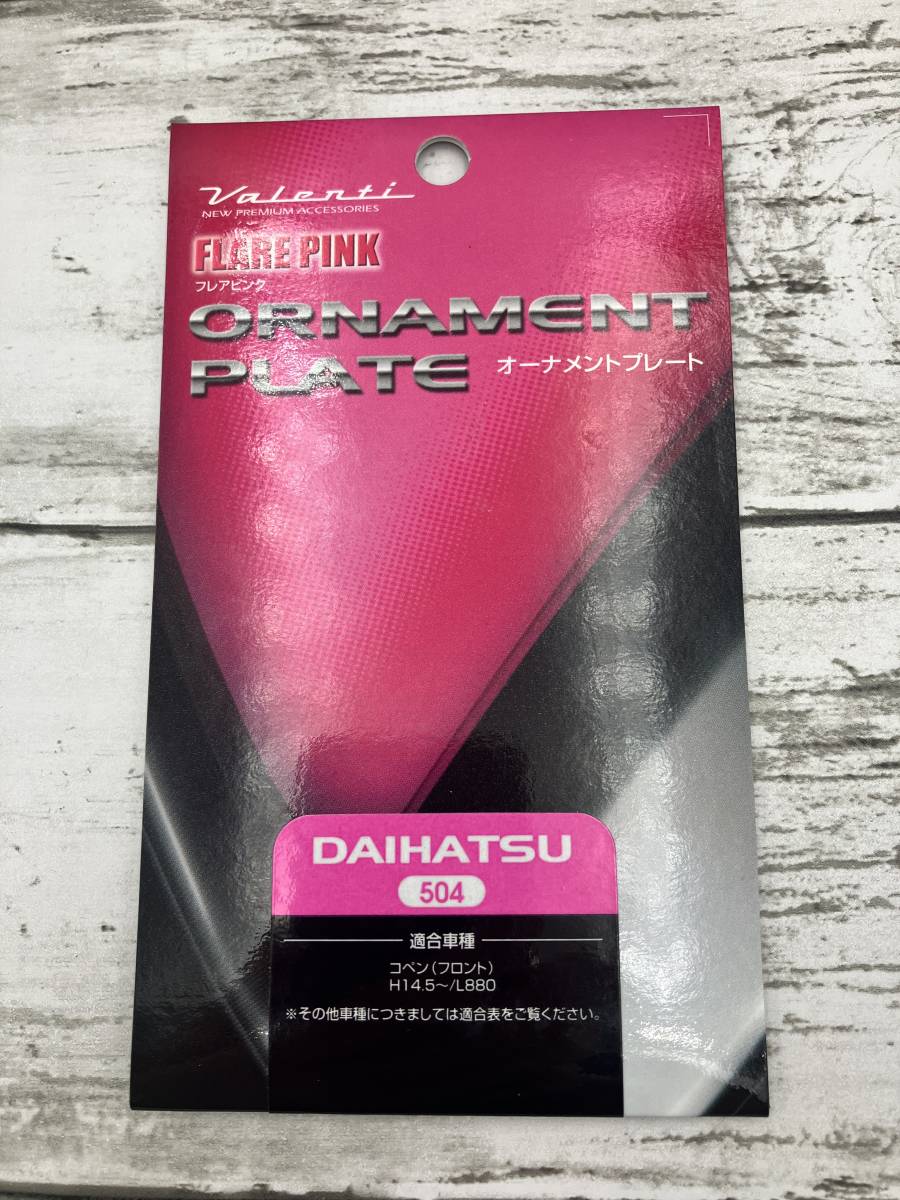 Valenti
NEW PREMIUM ACCESSORIES
FLARE PINK
フレアピンク
ORNAMENT
PLATE オーナメントプレート
DAIHATSU
504
適合車種
コペン(フロント)
H14.5〜/L880
※その他車種につきましては適合表をご覧ください。